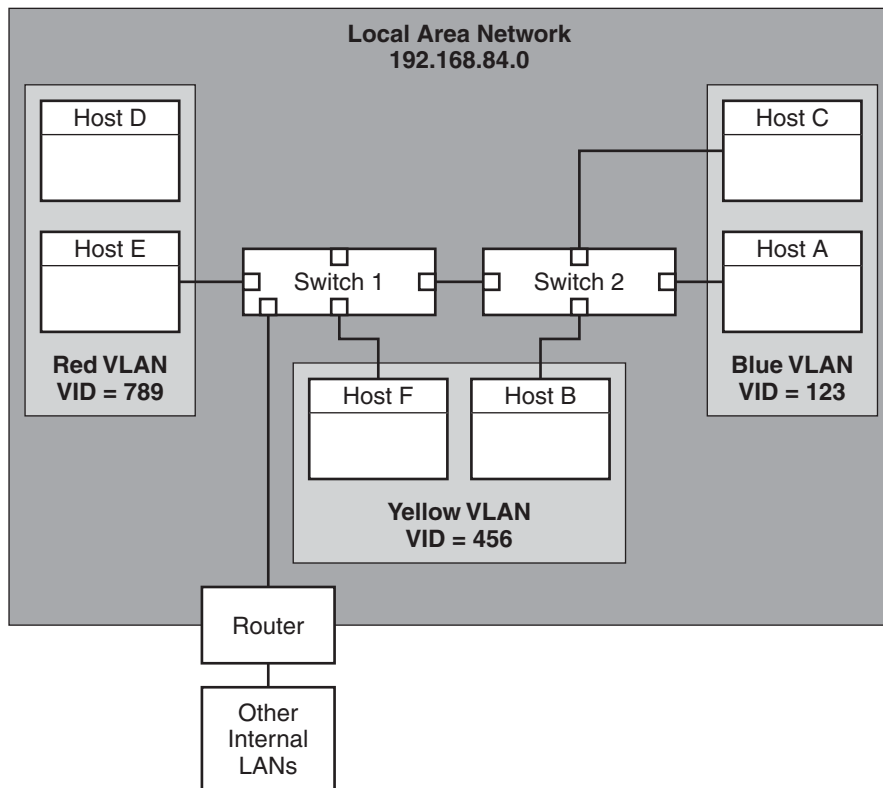 Local Area Network
192.168.84.0
Host D
Host C
Host E
Switch 1
Switch 2
Host A
Red VLAN
VID = 789
Blue VLAN
VID = 123
Host F
Host B
Yellow VLAN
VID = 456
Router
Other
Internal
LANs